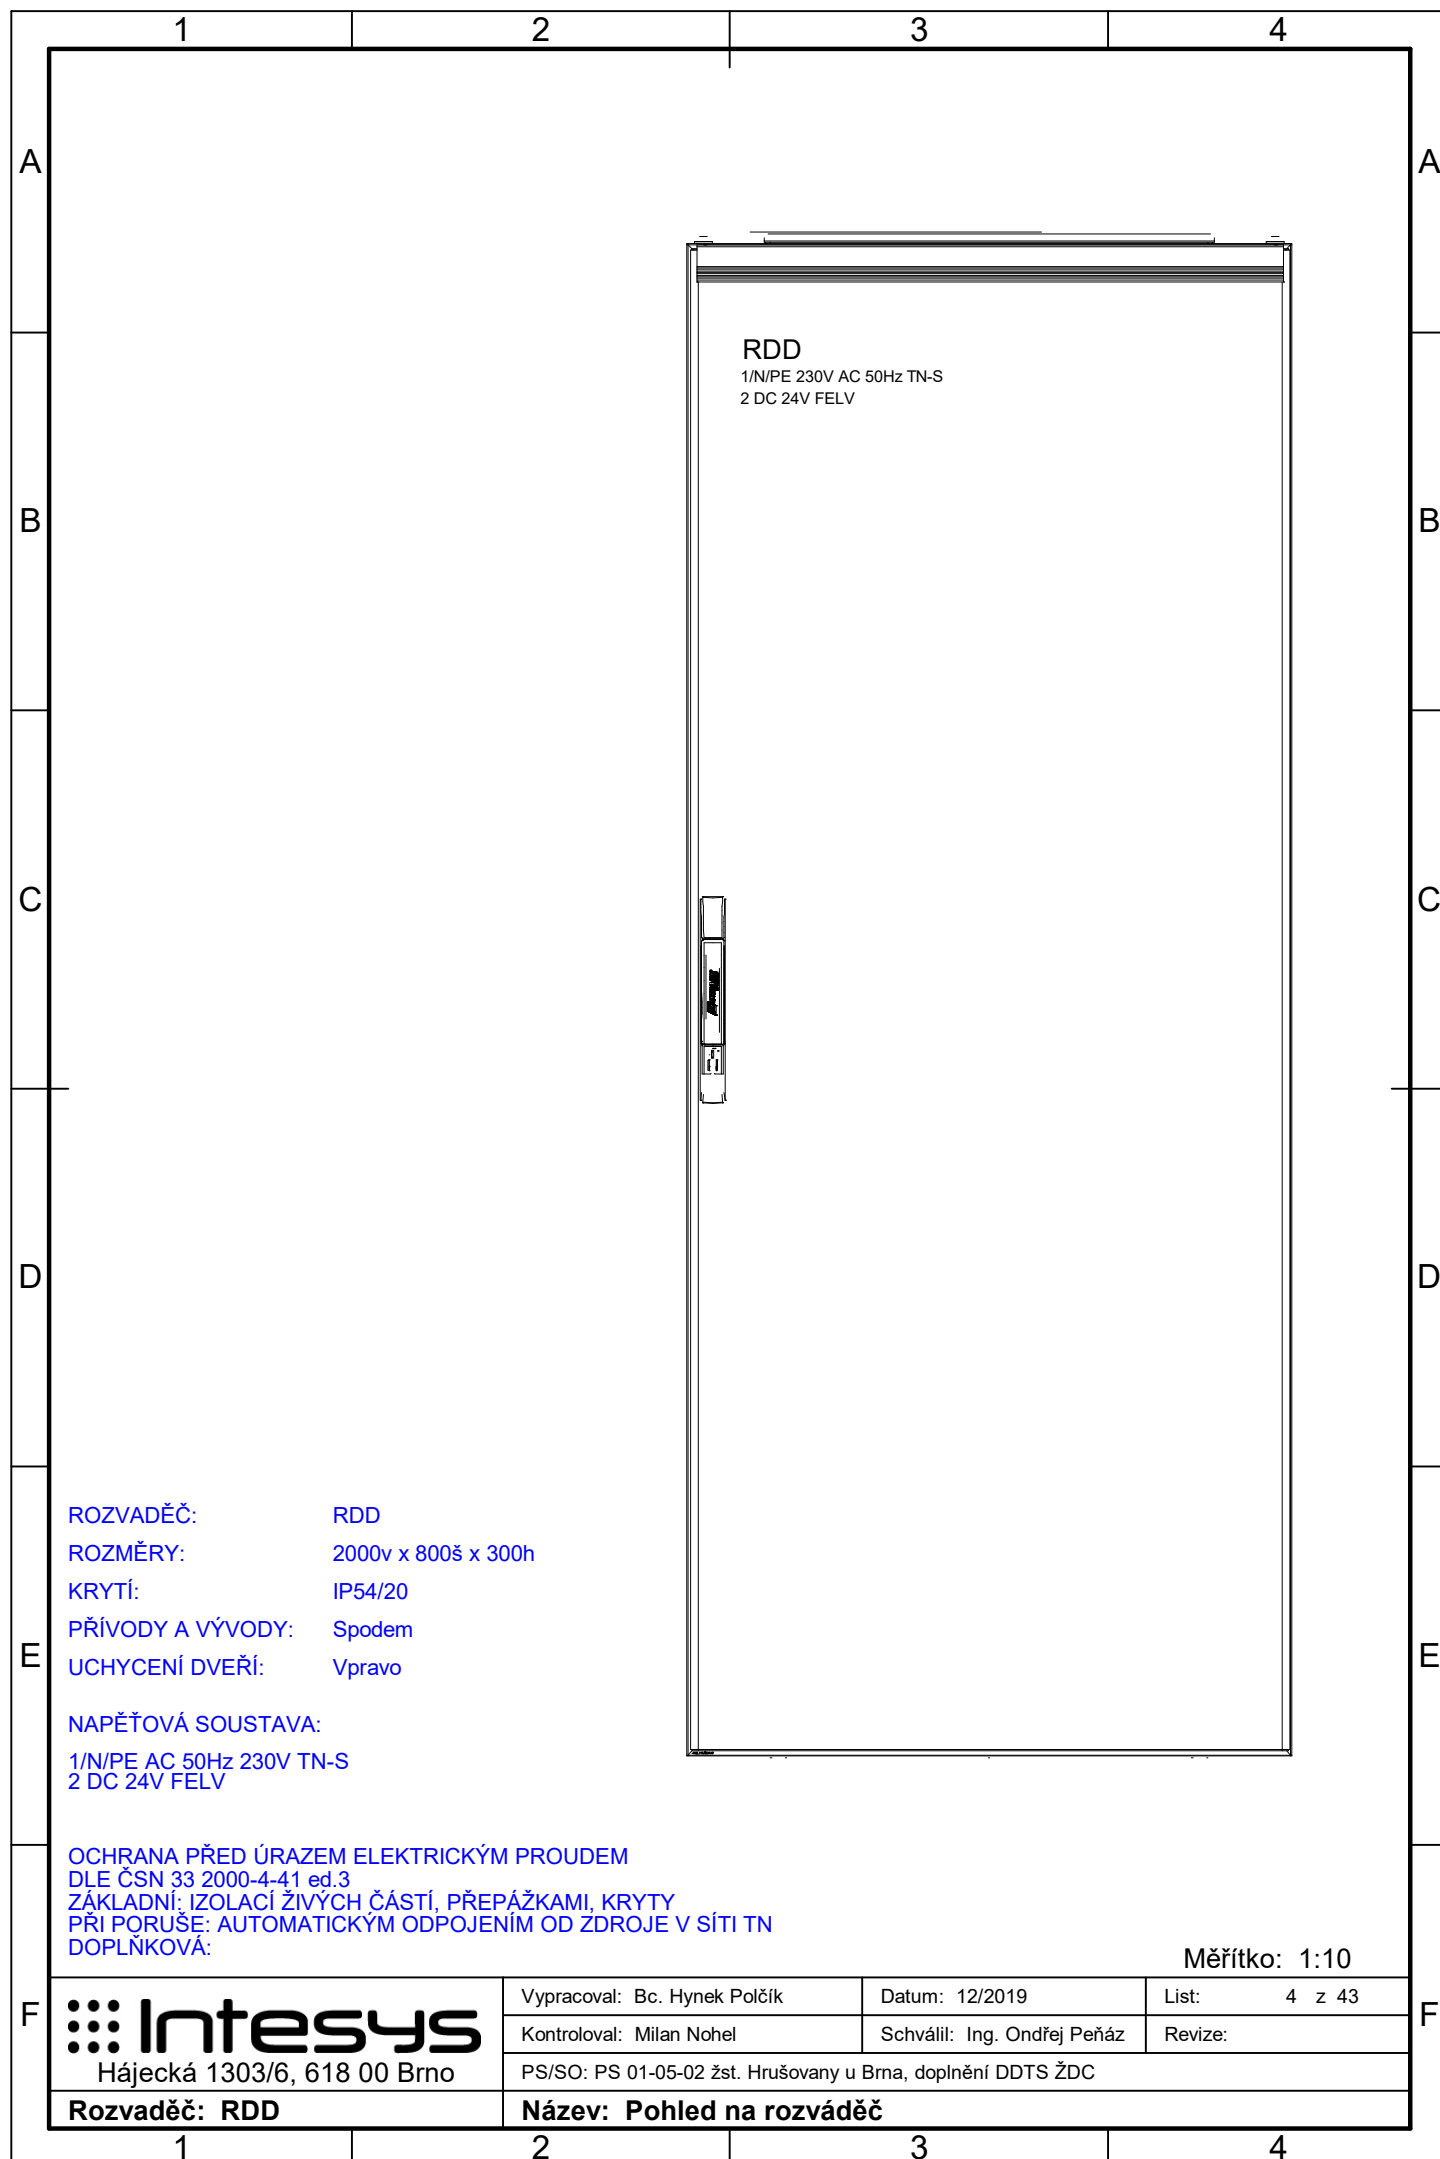 1 2 3 4
A A
RDD
1/N/PE 230V AC 50Hz TN-S
2 DC 24V FELV
B B
C C
D D
ROZVADĚČ: RDD
ROZMĚRY: 2000v x 800š x 300h
KRYTÍ: IP54/20
PŘÍVODY A VÝVODY: Spodem
E E
UCHYCENÍ DVEŘÍ: Vpravo
NAPĚŤOVÁ SOUSTAVA:
1/N/PE AC 50Hz 230V TN-S
2 DC 24V FELV
OCHRANA PŘED ÚRAZEM ELEKTRICKÝM PROUDEM
DLE ČSN 33 2000-4-41 ed.3
ZÁKLADNÍ: IZOLACÍ ŽIVÝCH ČÁSTÍ, PŘEPÁŽKAMI, KRYTY
PŘI PORUŠE: AUTOMATICKÝM ODPOJENÍM OD ZDROJE V SÍTI TN
DOPLŇKOVÁ:
Měřítko: 1:10
F F
Intesys
Hájecká 1303/6, 618 00 Brno
Vypracoval: Bc. Hynek Polčík Datum: 12/2019 List: 4 z 43
Kontroloval: Milan Nohel Schválil: Ing. Ondřej Peňáz Revize:
PS/SO: PS 01-05-02 žst. Hrušovany u Brna, doplnění DDTS ŽDC
Rozvaděč: RDD Název: Pohled na rozváděč
1 2 3 4